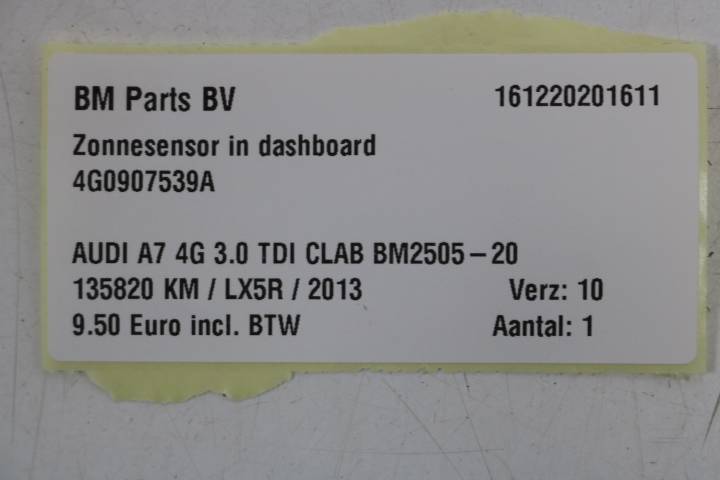 BM Parts BV 161220201611
Zonnesensor in dashboard
4G0907539A
AUDI A7 4G 3.0 TDI CLAB BM2505-20
135820 KM / LX5R / 2013 Verz: 10
9.50 Euro incl. BTW Aantal: 1